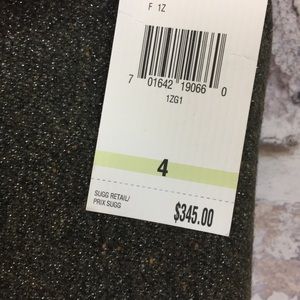 F 1Z
7 01642 19066 0
1ZG1
4
SUGG RETAIL/
PRIX SUGG
$345.00